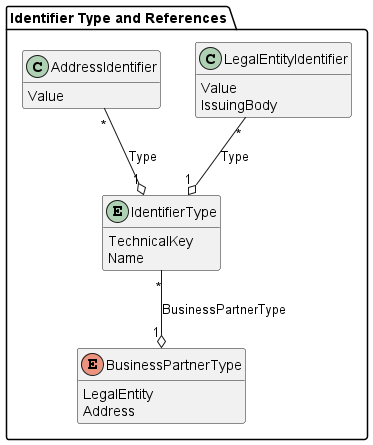 Identifier Type and References
C AddressIdentifier
Value
C LegalEntityIdentifier
Value
IssuingBody
*
*
Type
Type
1
1
E IdentifierType
TechnicalKey
Name
*
BusinessPartnerType
1
E BusinessPartnerType
LegalEntity
Address